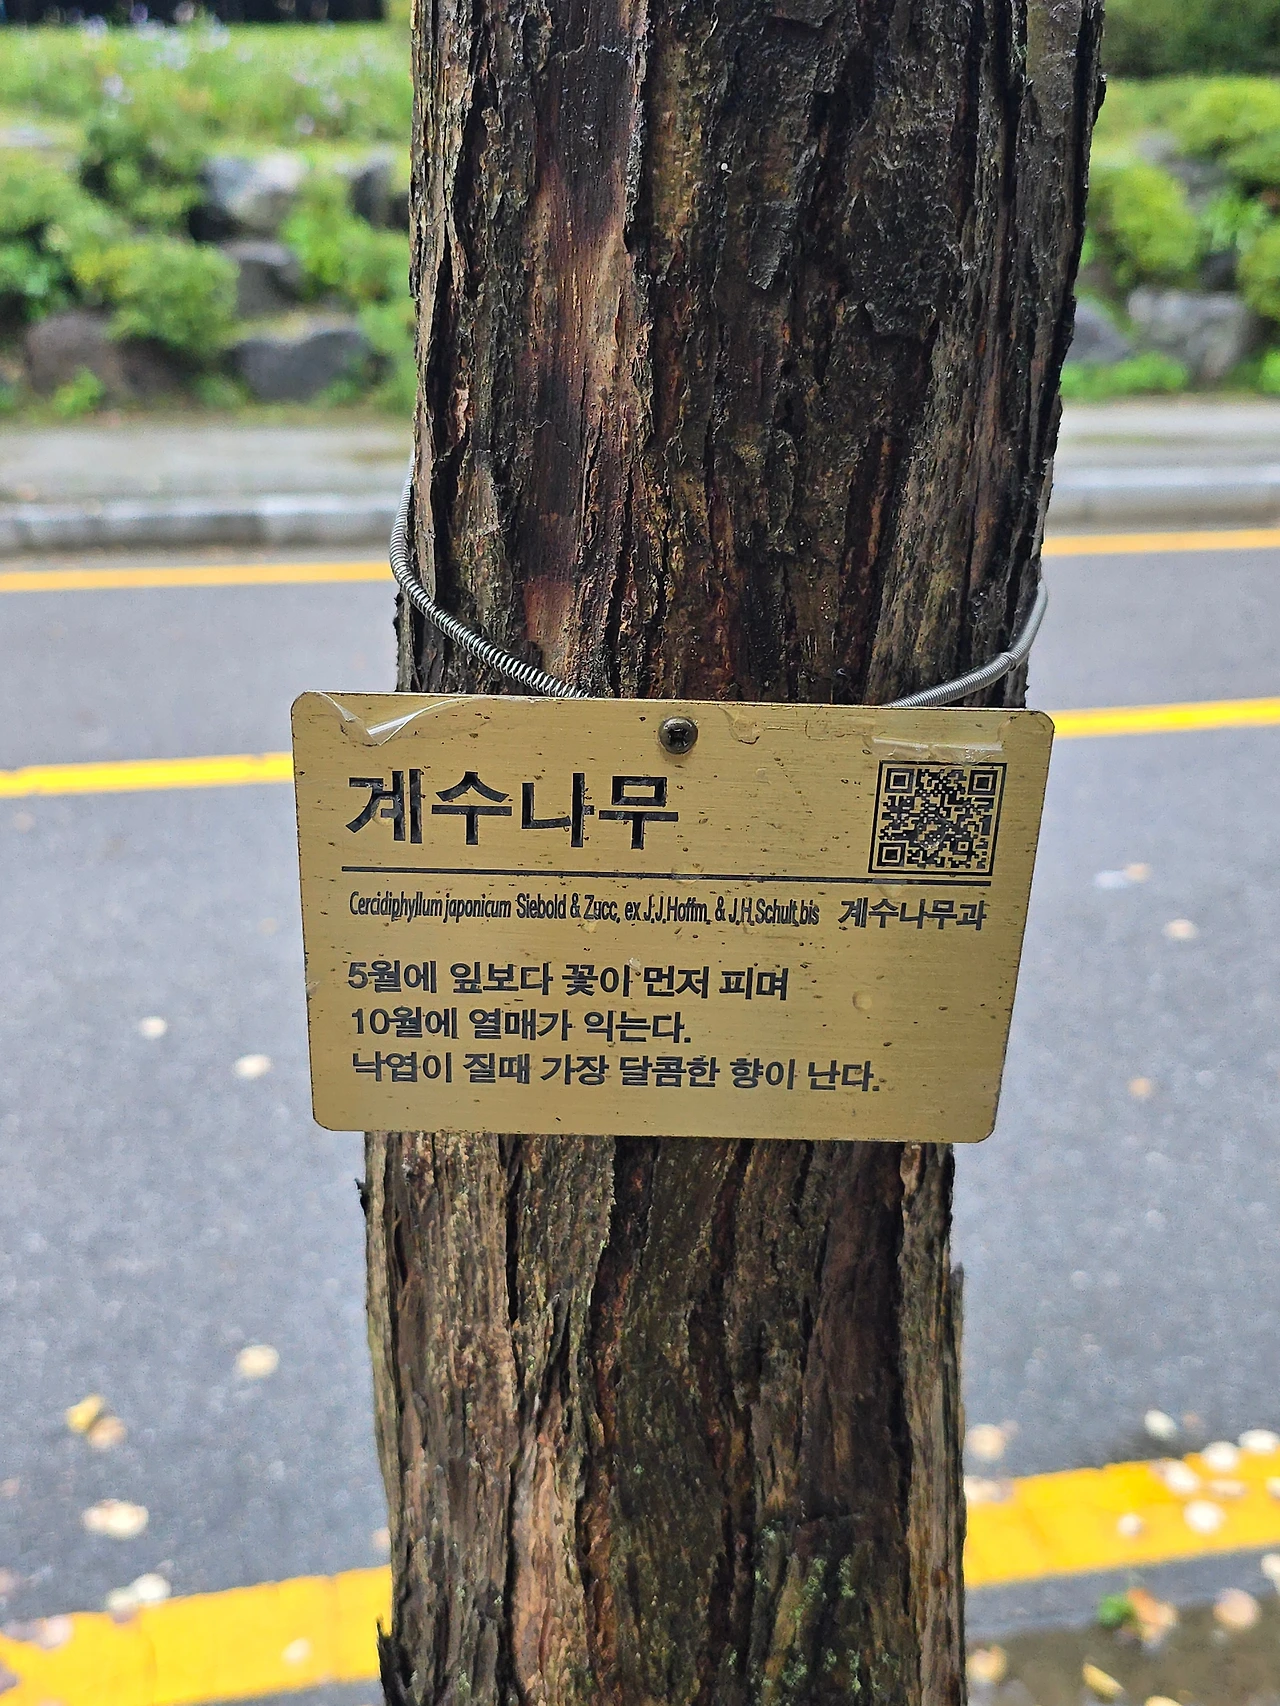 계수나무
Cercidiphyllum japonicum Siebold & Zucc. ex J.J.Hoffm. & J.H.Schult.bis 계수나무과
5월에 잎보다 꽃이 먼저 피며
10월에 열매가 익는다.
낙엽이 질때 가장 달콤한 향이 난다.